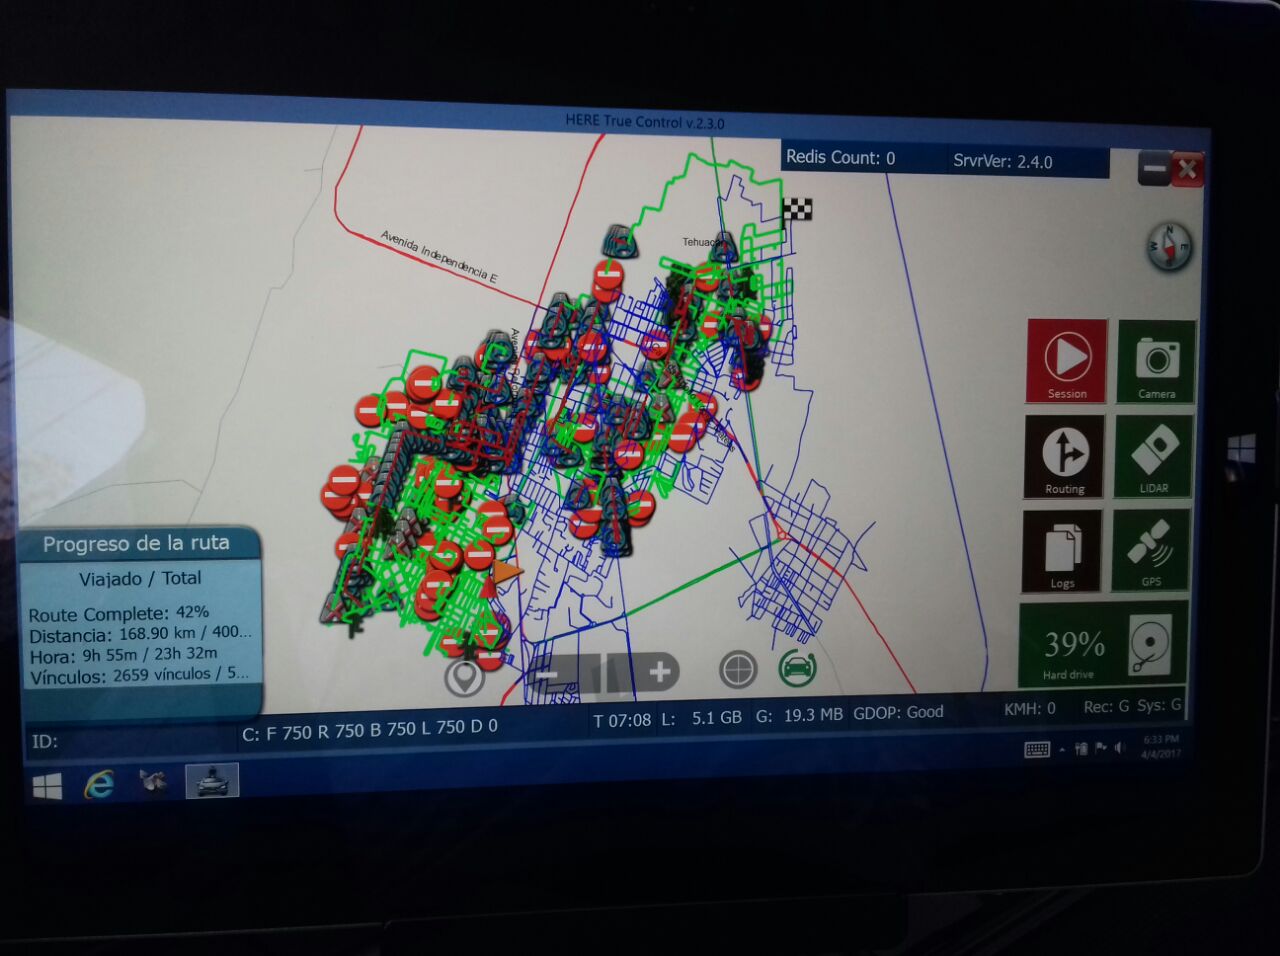 HERE True Control v.2.3.0
Redis Count: 0
SrvrVer: 2.4.0
Avenida Independencia E
Tehuacá
N
W
E
Session
Camera
Routing
LIDAR
Logs
GPS
39%
Hard drive
Progreso de la ruta
Viajado / Total
Route Complete: 42%
Distancia: 168.90 km / 400...
Hora: 9h 55m / 23h 32m
Vínculos: 2659 vínculos / 5...
ID:
C: F 750 R 750 B 750 L 750 D 0
T 07:08 L: 5.1 GB G: 19.3 MB GDOP: Good
KMH: 0
Rec: G Sys: G
6:33 PM
4/4/2017